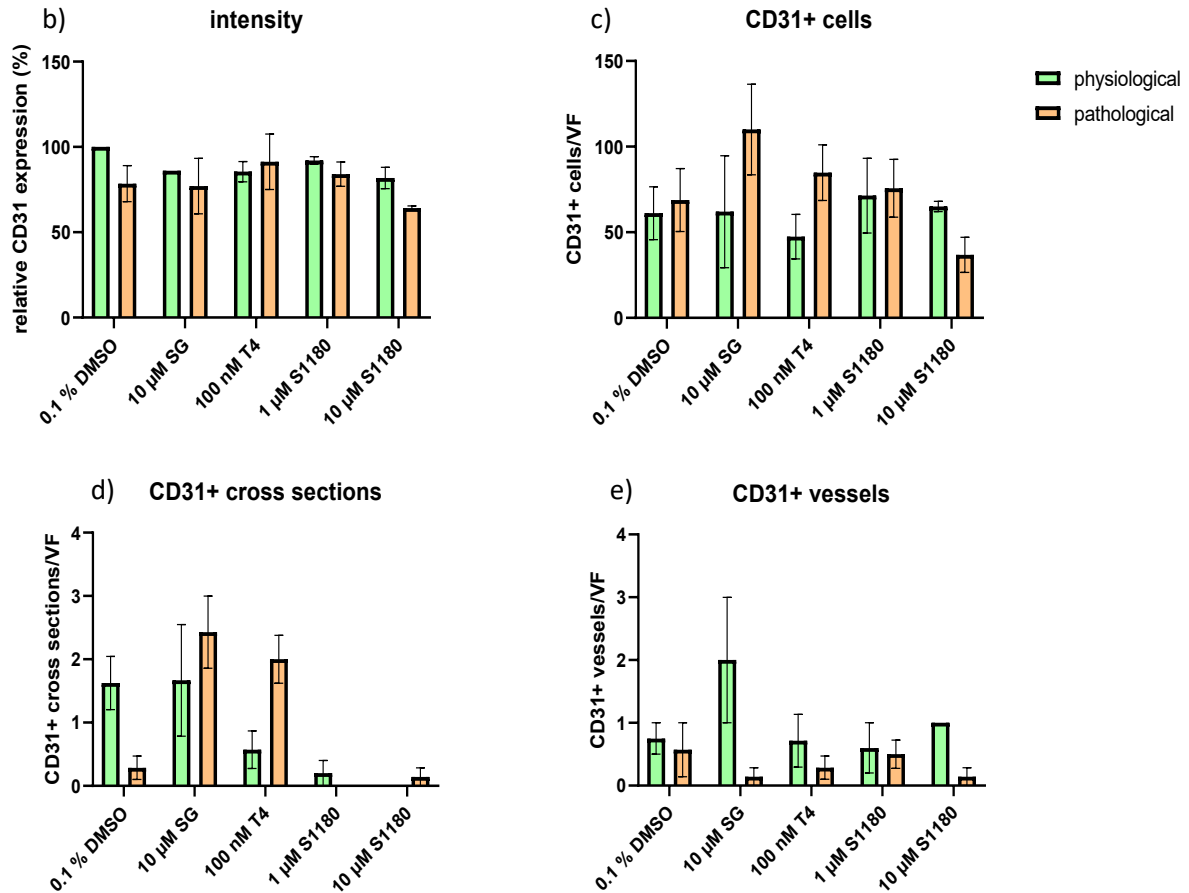 b)
intensity
relative CD31 expression (%)
150
100
50
0
0.1 % DMSO
10 µM SG
100 nM T4
1 µM S1180
10 µM S1180
c)
CD31+ cells
CD31+ cells/VF
150
100
50
0
0.1 % DMSO
10 µM SG
100 nM T4
1 µM S1180
10 µM S1180
physiological
pathological
d)
CD31+ cross sections
CD31+ cross sections/VF
4
3
2
1
0
0.1 % DMSO
10 µM SG
100 nM T4
1 µM S1180
10 µM S1180
e)
CD31+ vessels
CD31+ vessels/VF
4
3
2
1
0
0.1 % DMSO
10 µM SG
100 nM T4
1 µM S1180
10 µM S1180